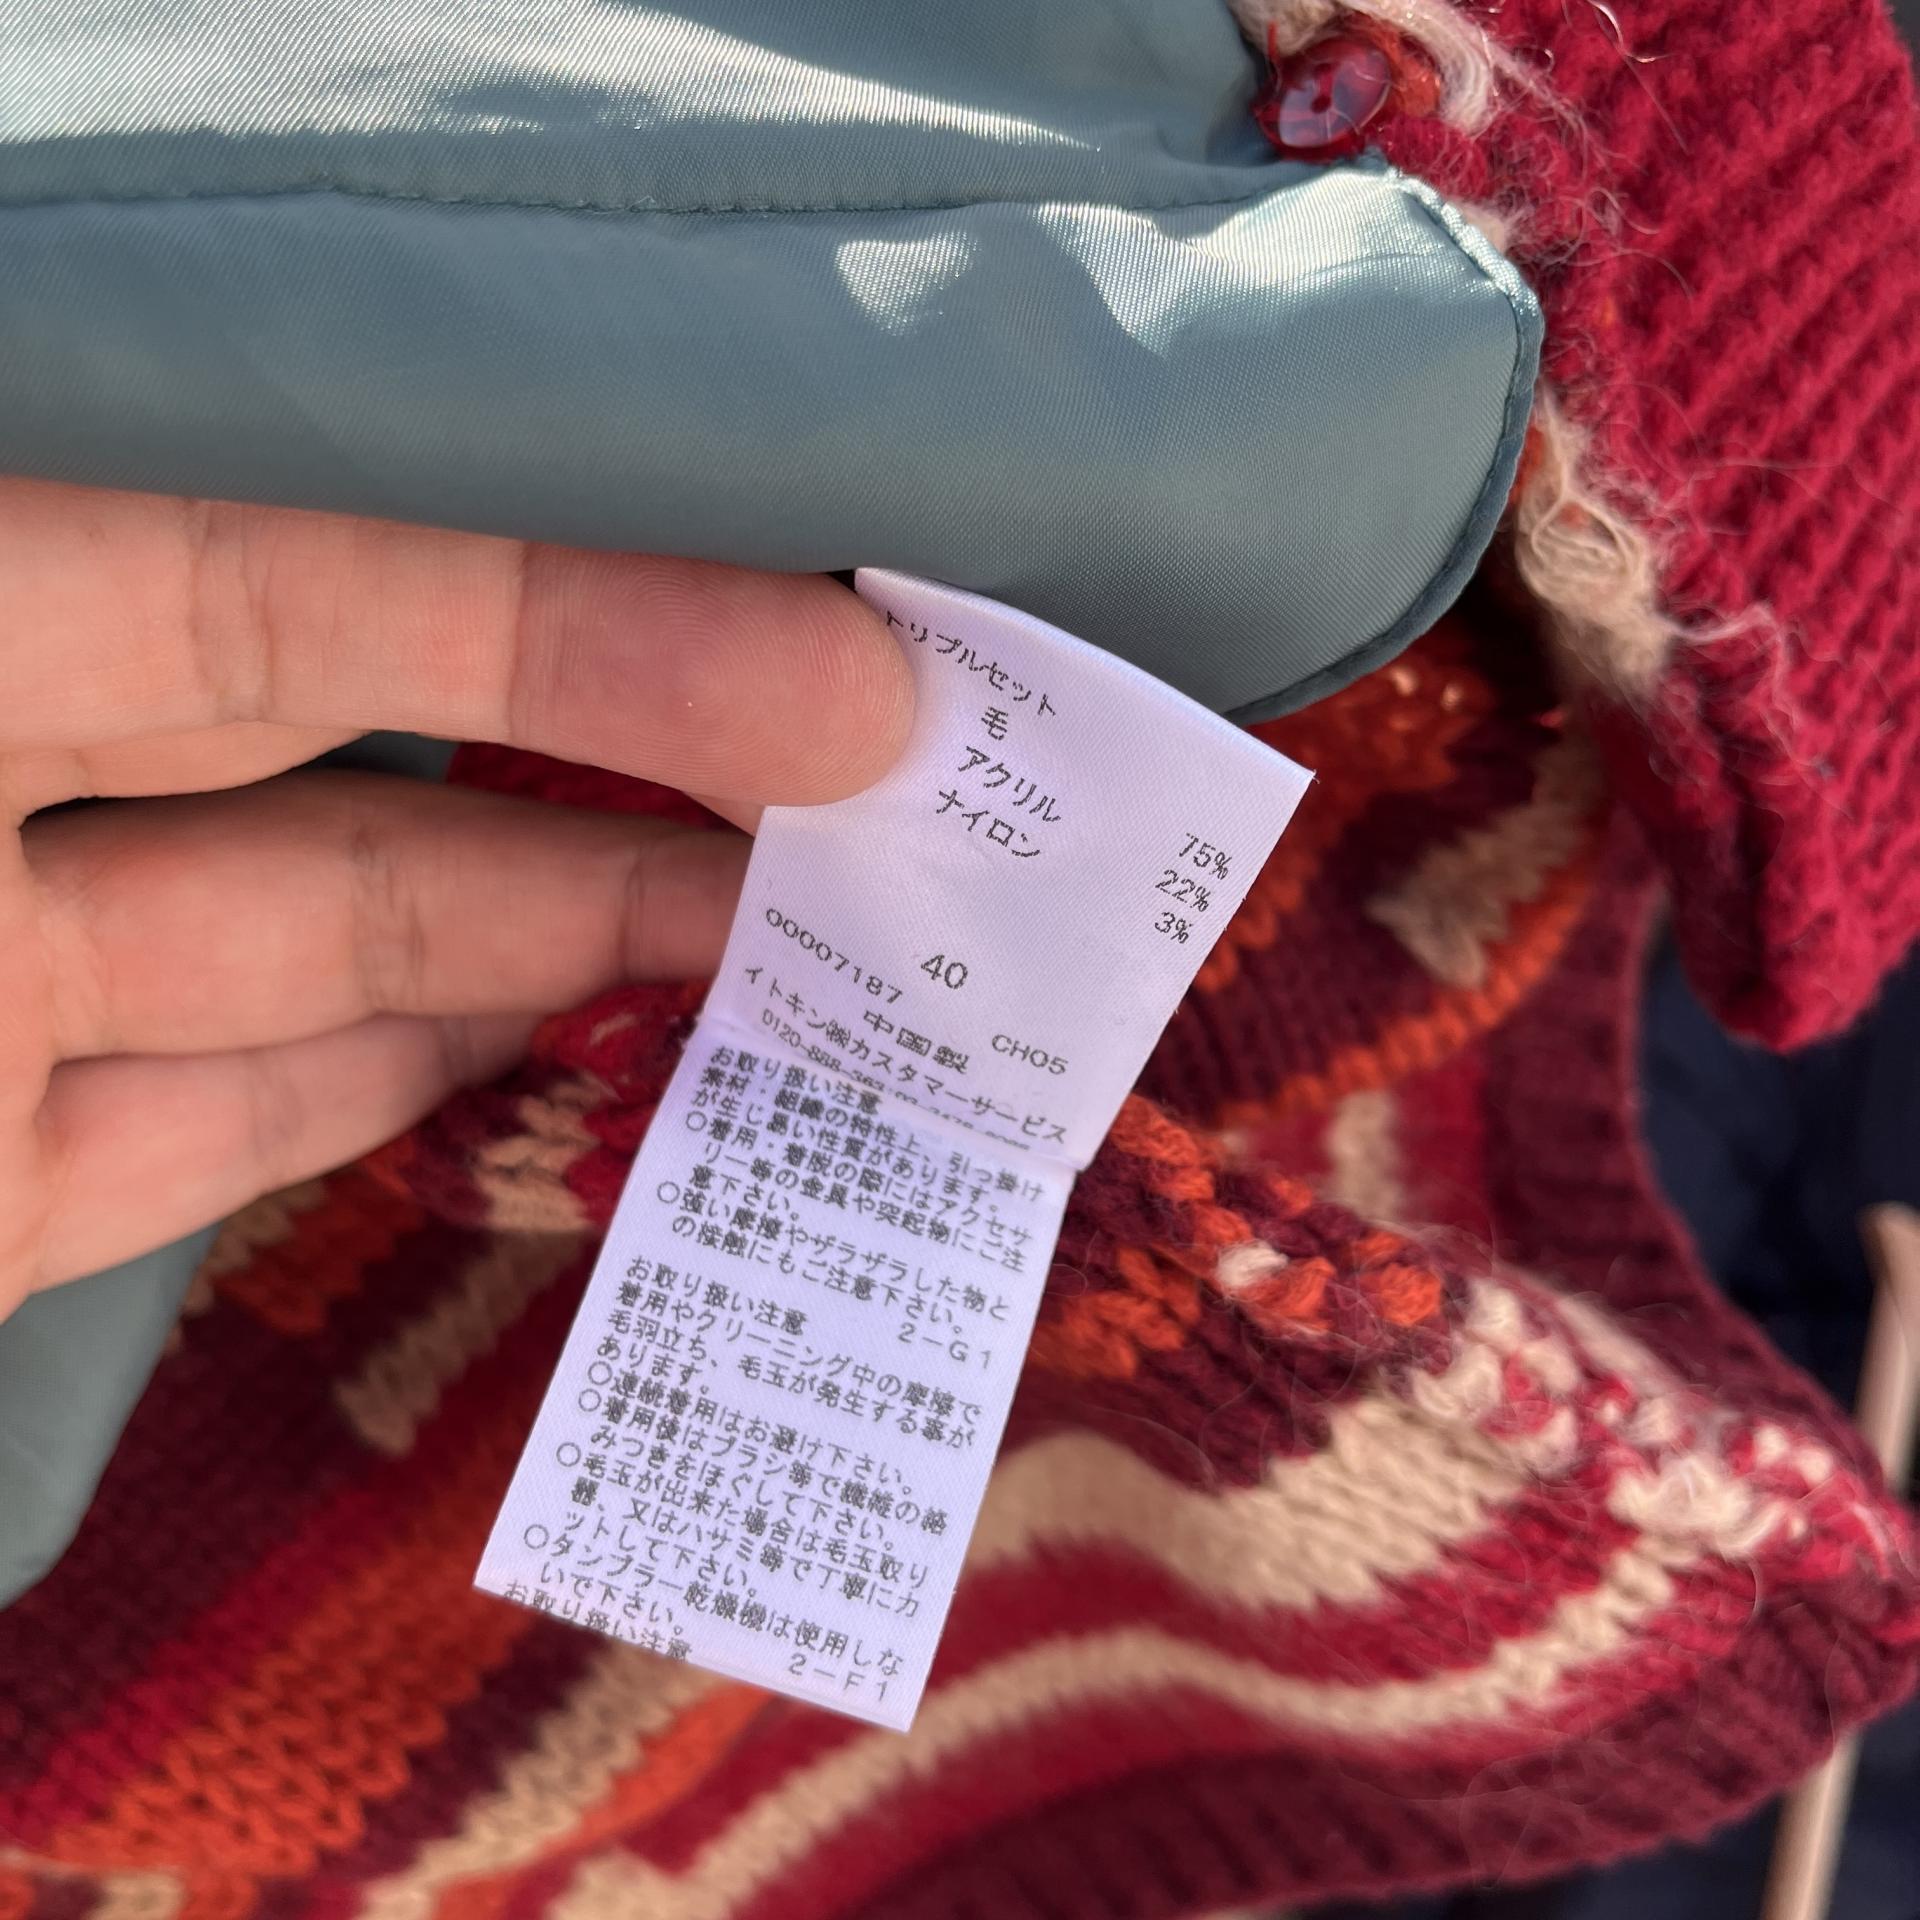 トリプルセット
毛 75%
アクリル 22%
ナイロン 3%
40
00007187
中国製 CH05
イトキン㈱カスタマーサービス
0120-888-363
お取り扱い注意
素材・組織の特性上、引っ掛け
が生じ易い性質があります。
○着用・着脱の際にはアクセサ
リー等の金具や突起物にご注
意下さい。
○強い摩擦やザラザラした物と
の接触にもご注意下さい。
2-G1
お取り扱い注意
着用やクリーニング中の摩擦で
毛羽立ち、毛玉が発生する事が
あります。
○連続着用はお避け下さい。
○着用後はブラシ等で繊維の絡
みつきをほぐして下さい。
○毛玉が出来た場合は毛玉取り
器、又はハサミ等で丁寧にカ
ットして下さい。
○タンブラー乾燥機は使用しな
いで下さい。
2-F1
お取り扱い注意